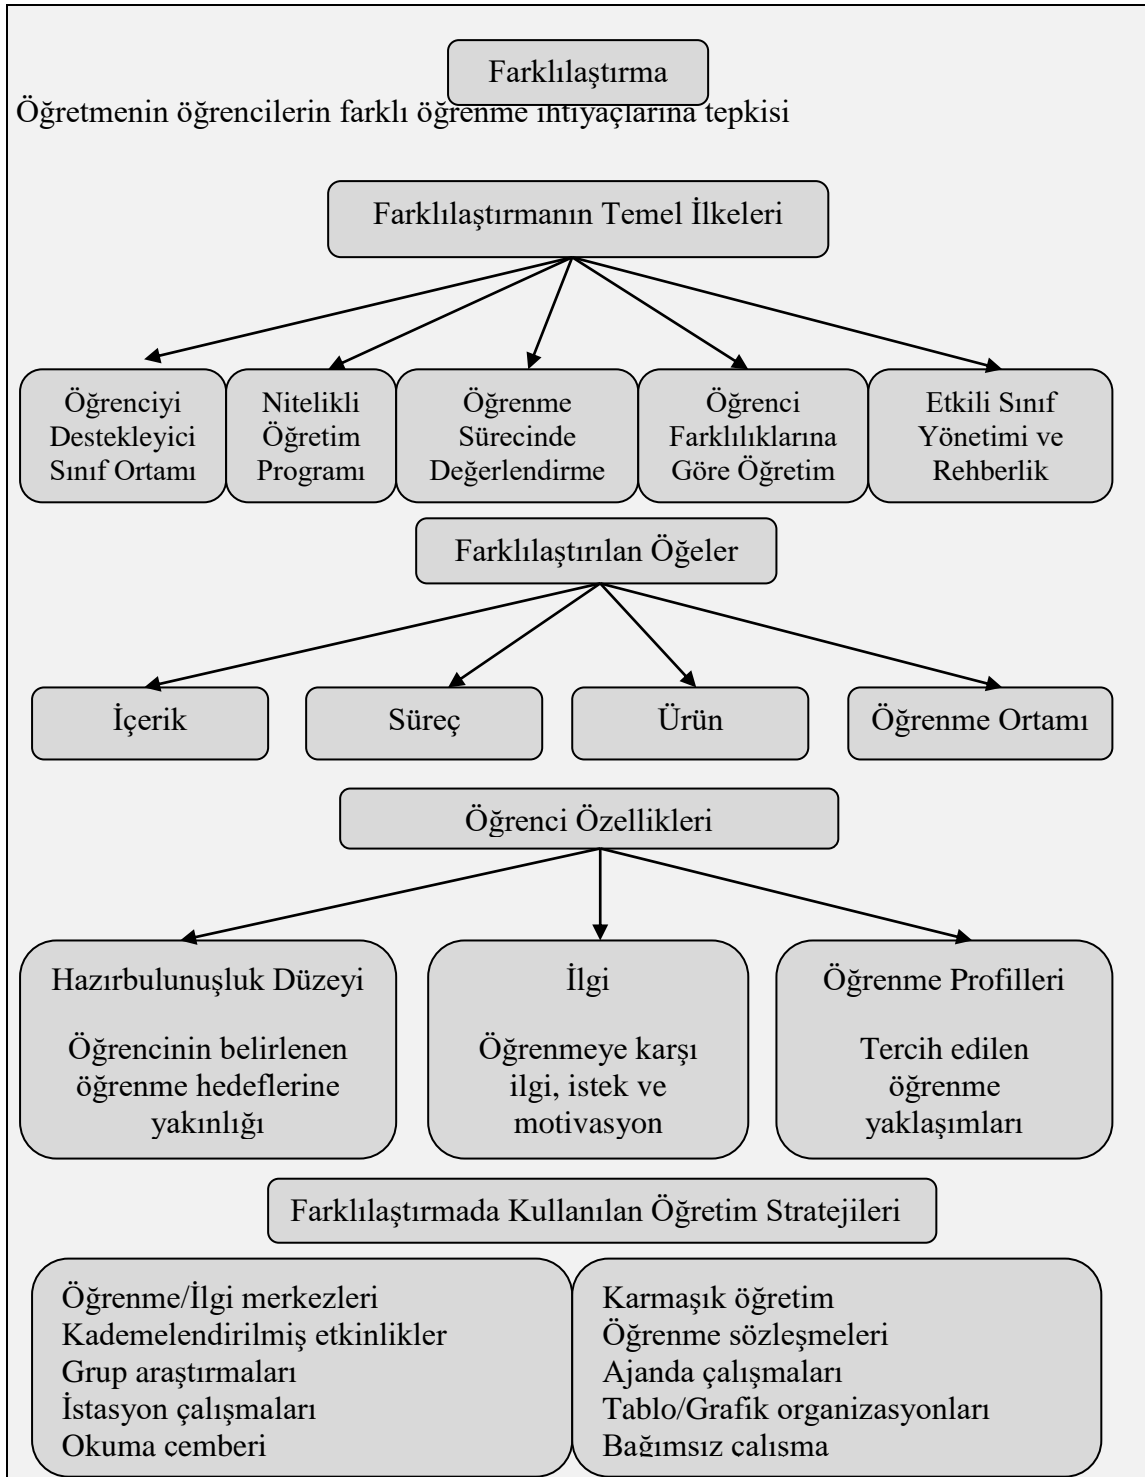 Farklılaştırma
Öğretmenin öğrencilerin farklı öğrenme ihtiyaçlarına tepkisi
Farklılaştırmanın Temel İlkeleri
Öğrenciyi
Destekleyici
Sınıf Ortamı
Nitelikli
Öğretim
Programı
Öğrenme
Sürecinde
Değerlendirme
Öğrenci
Farklılıklarına
Göre Öğretim
Etkili Sınıf
Yönetimi ve
Rehberlik
Farklılaştırılan Öğeler
İçerik
Süreç
Ürün
Öğrenme Ortamı
Öğrenci Özellikleri
Hazırbulunuşluk Düzeyi
Öğrencinin belirlenen
öğrenme hedeflerine
yakınlığı
İlgi
Öğrenmeye karşı
ilgi, istek ve
motivasyon
Öğrenme Profilleri
Tercih edilen
öğrenme
yaklaşımları
Farklılaştırmada Kullanılan Öğretim Stratejileri
Öğrenme/İlgi merkezleri
Kademelendirilmiş etkinlikler
Grup araştırmaları
İstasyon çalışmaları
Okuma çemberi
Karmaşık öğretim
Öğrenme sözleşmeleri
Ajanda çalışmaları
Tablo/Grafik organizasyonları
Bağımsız çalışma